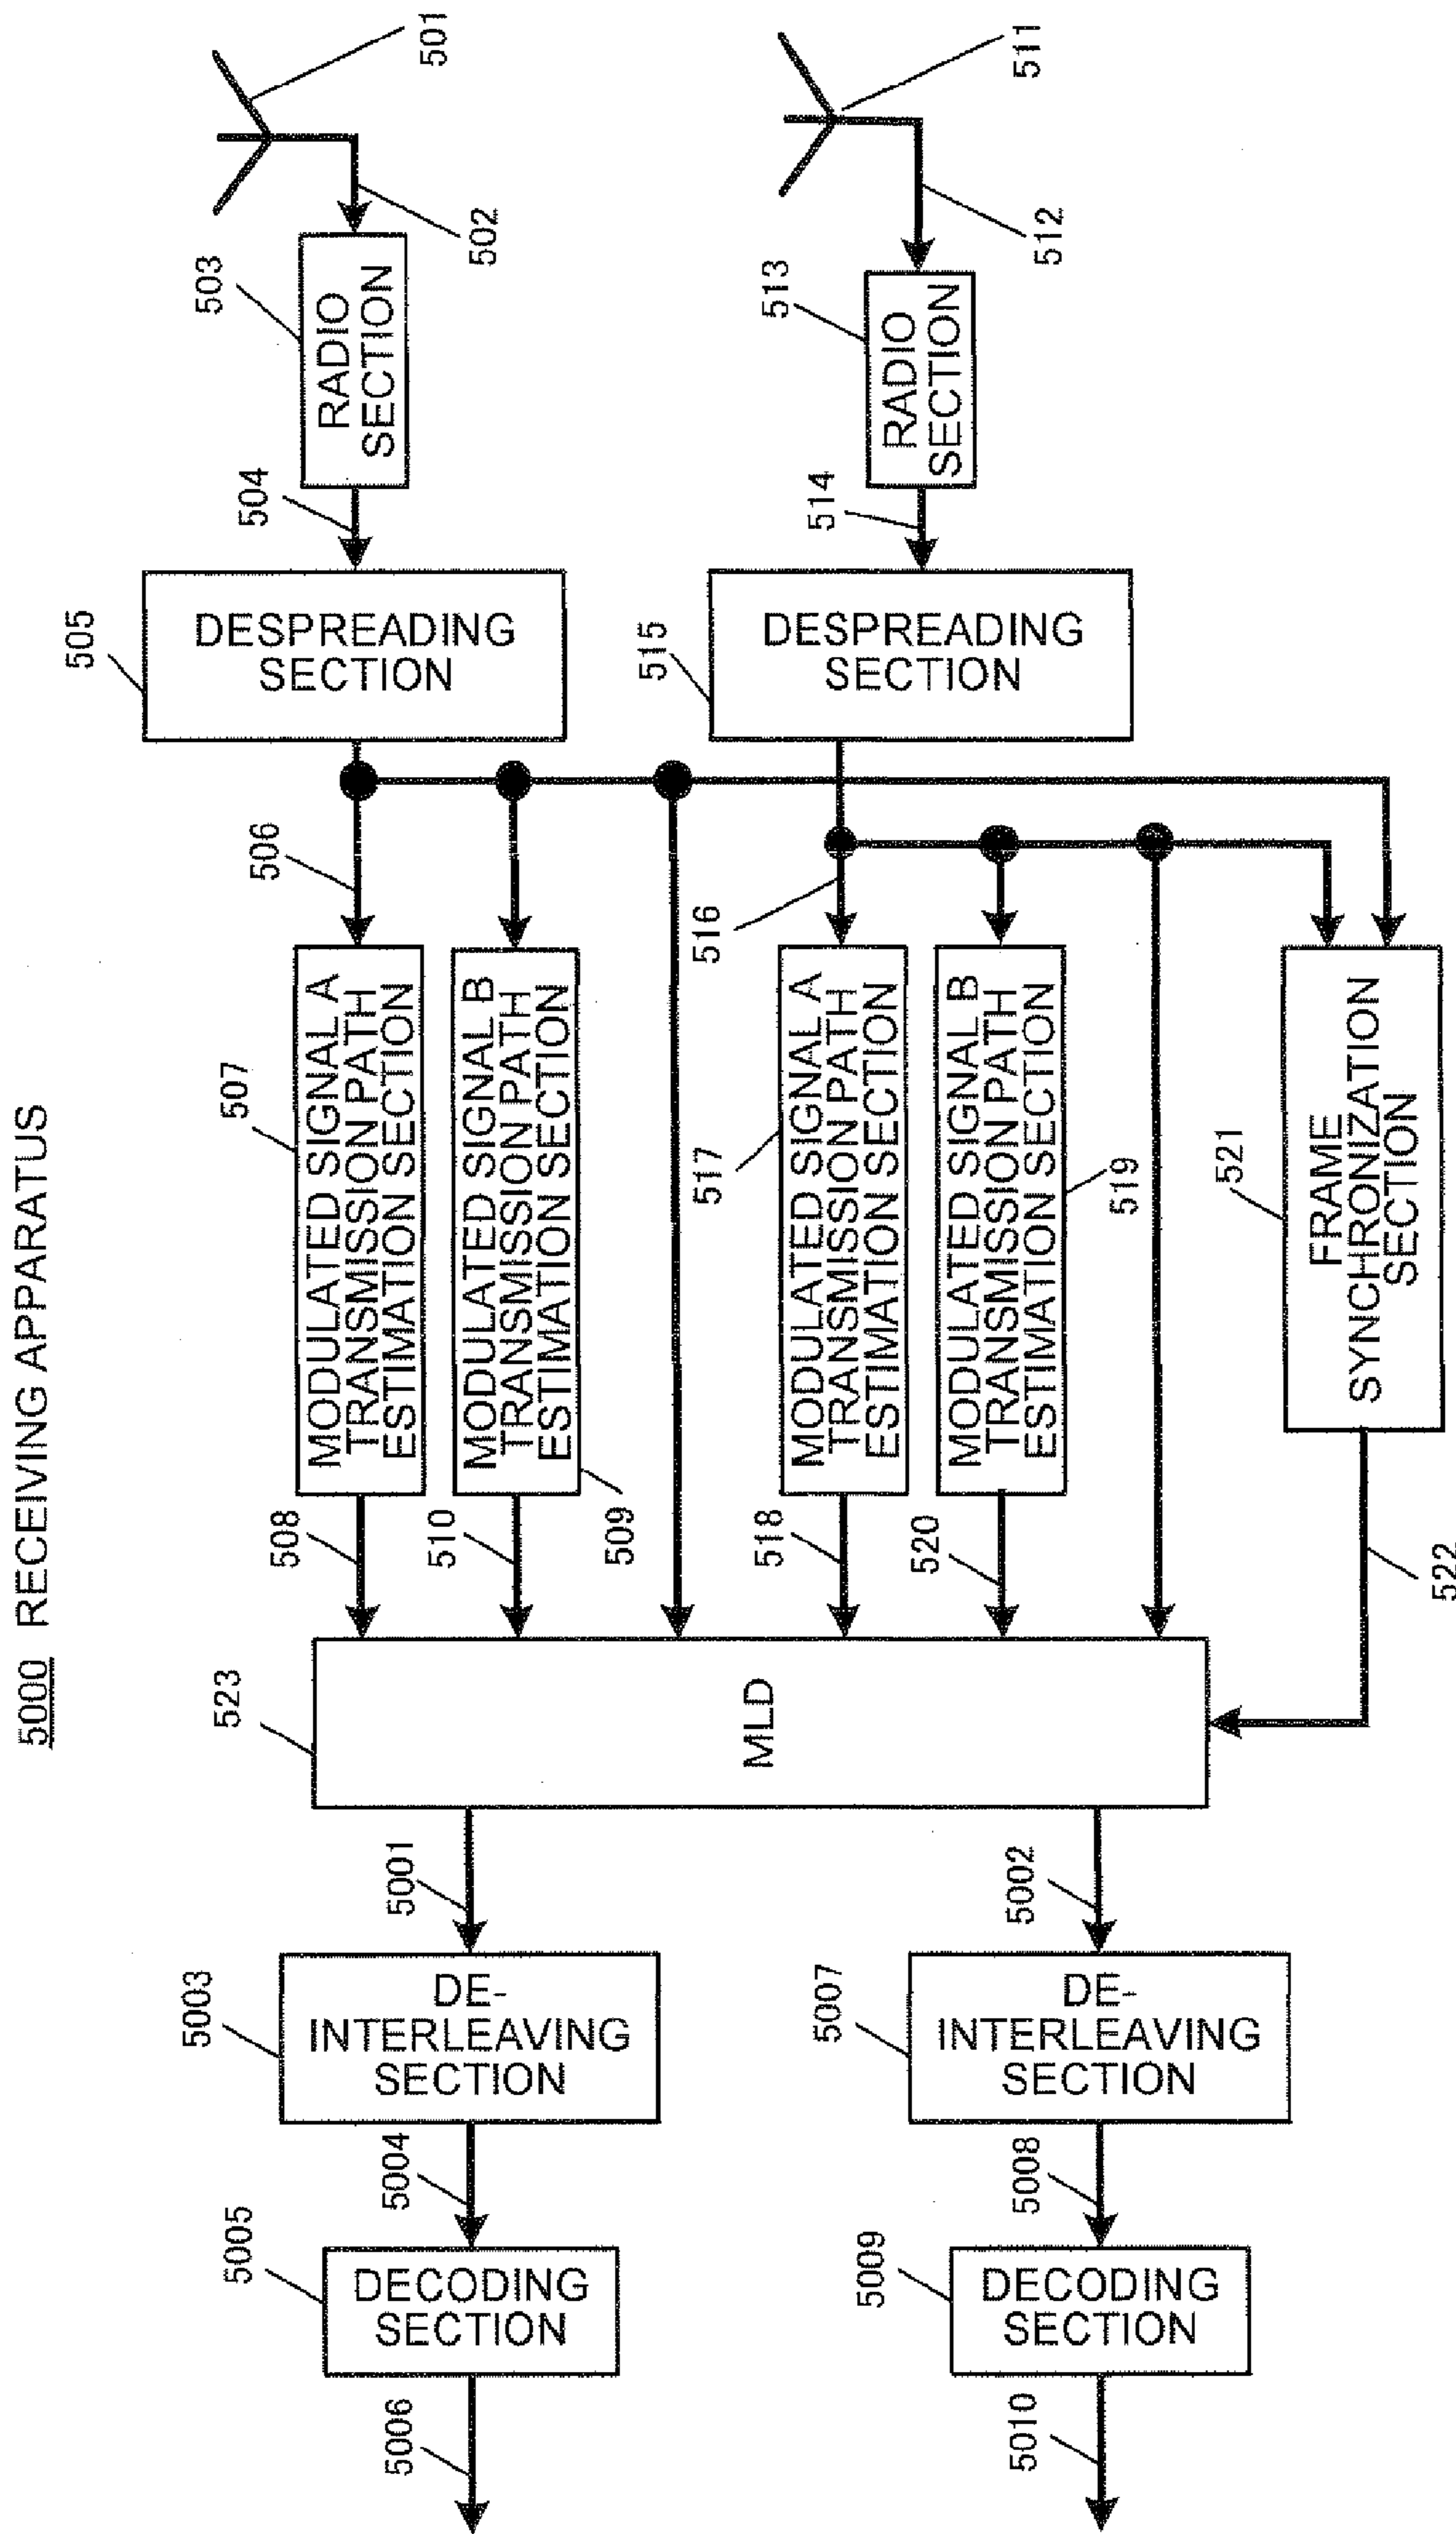 5000 RECEIVING APPARATUS
501
502
503
RADIO
SECTION
504
505
DESPREADING
SECTION
506
507
MODULATED SIGNAL A
TRANSMISSION PATH
ESTIMATION SECTION
508
MODULATED SIGNAL B
TRANSMISSION PATH
ESTIMATION SECTION
509
510
511
512
513
RADIO
SECTION
514
515
DESPREADING
SECTION
516
517
MODULATED SIGNAL A
TRANSMISSION PATH
ESTIMATION SECTION
518
MODULATED SIGNAL B
TRANSMISSION PATH
ESTIMATION SECTION
519
520
521
FRAME
SYNCHRONIZATION
SECTION
522
523
MLD
5001
5002
5003
DE-
INTERLEAVING
SECTION
5004
5005
DECODING
SECTION
5006
5007
DE-
INTERLEAVING
SECTION
5008
5009
DECODING
SECTION
5010